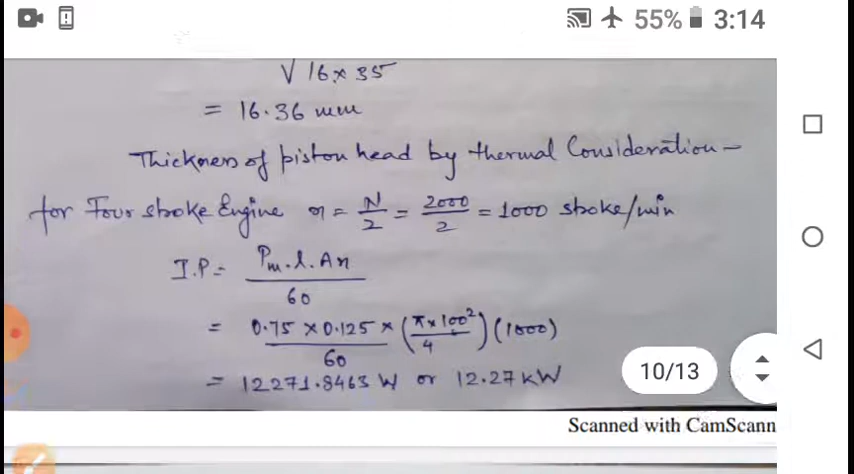 55% 3:14
√ 16 × 35
= 16.36 mm
Thickness of piston head by thermal Consideration -
for Four stroke Engine n = N/2 = 2000/2 = 1000 stroke/min
I.P = Pm.l.An / 60
= 0.75 × 0.125 × (π × 100² / 4) (1000) / 60
= 12271.8463 W or 12.27 KW
10/13
Scanned with CamScann